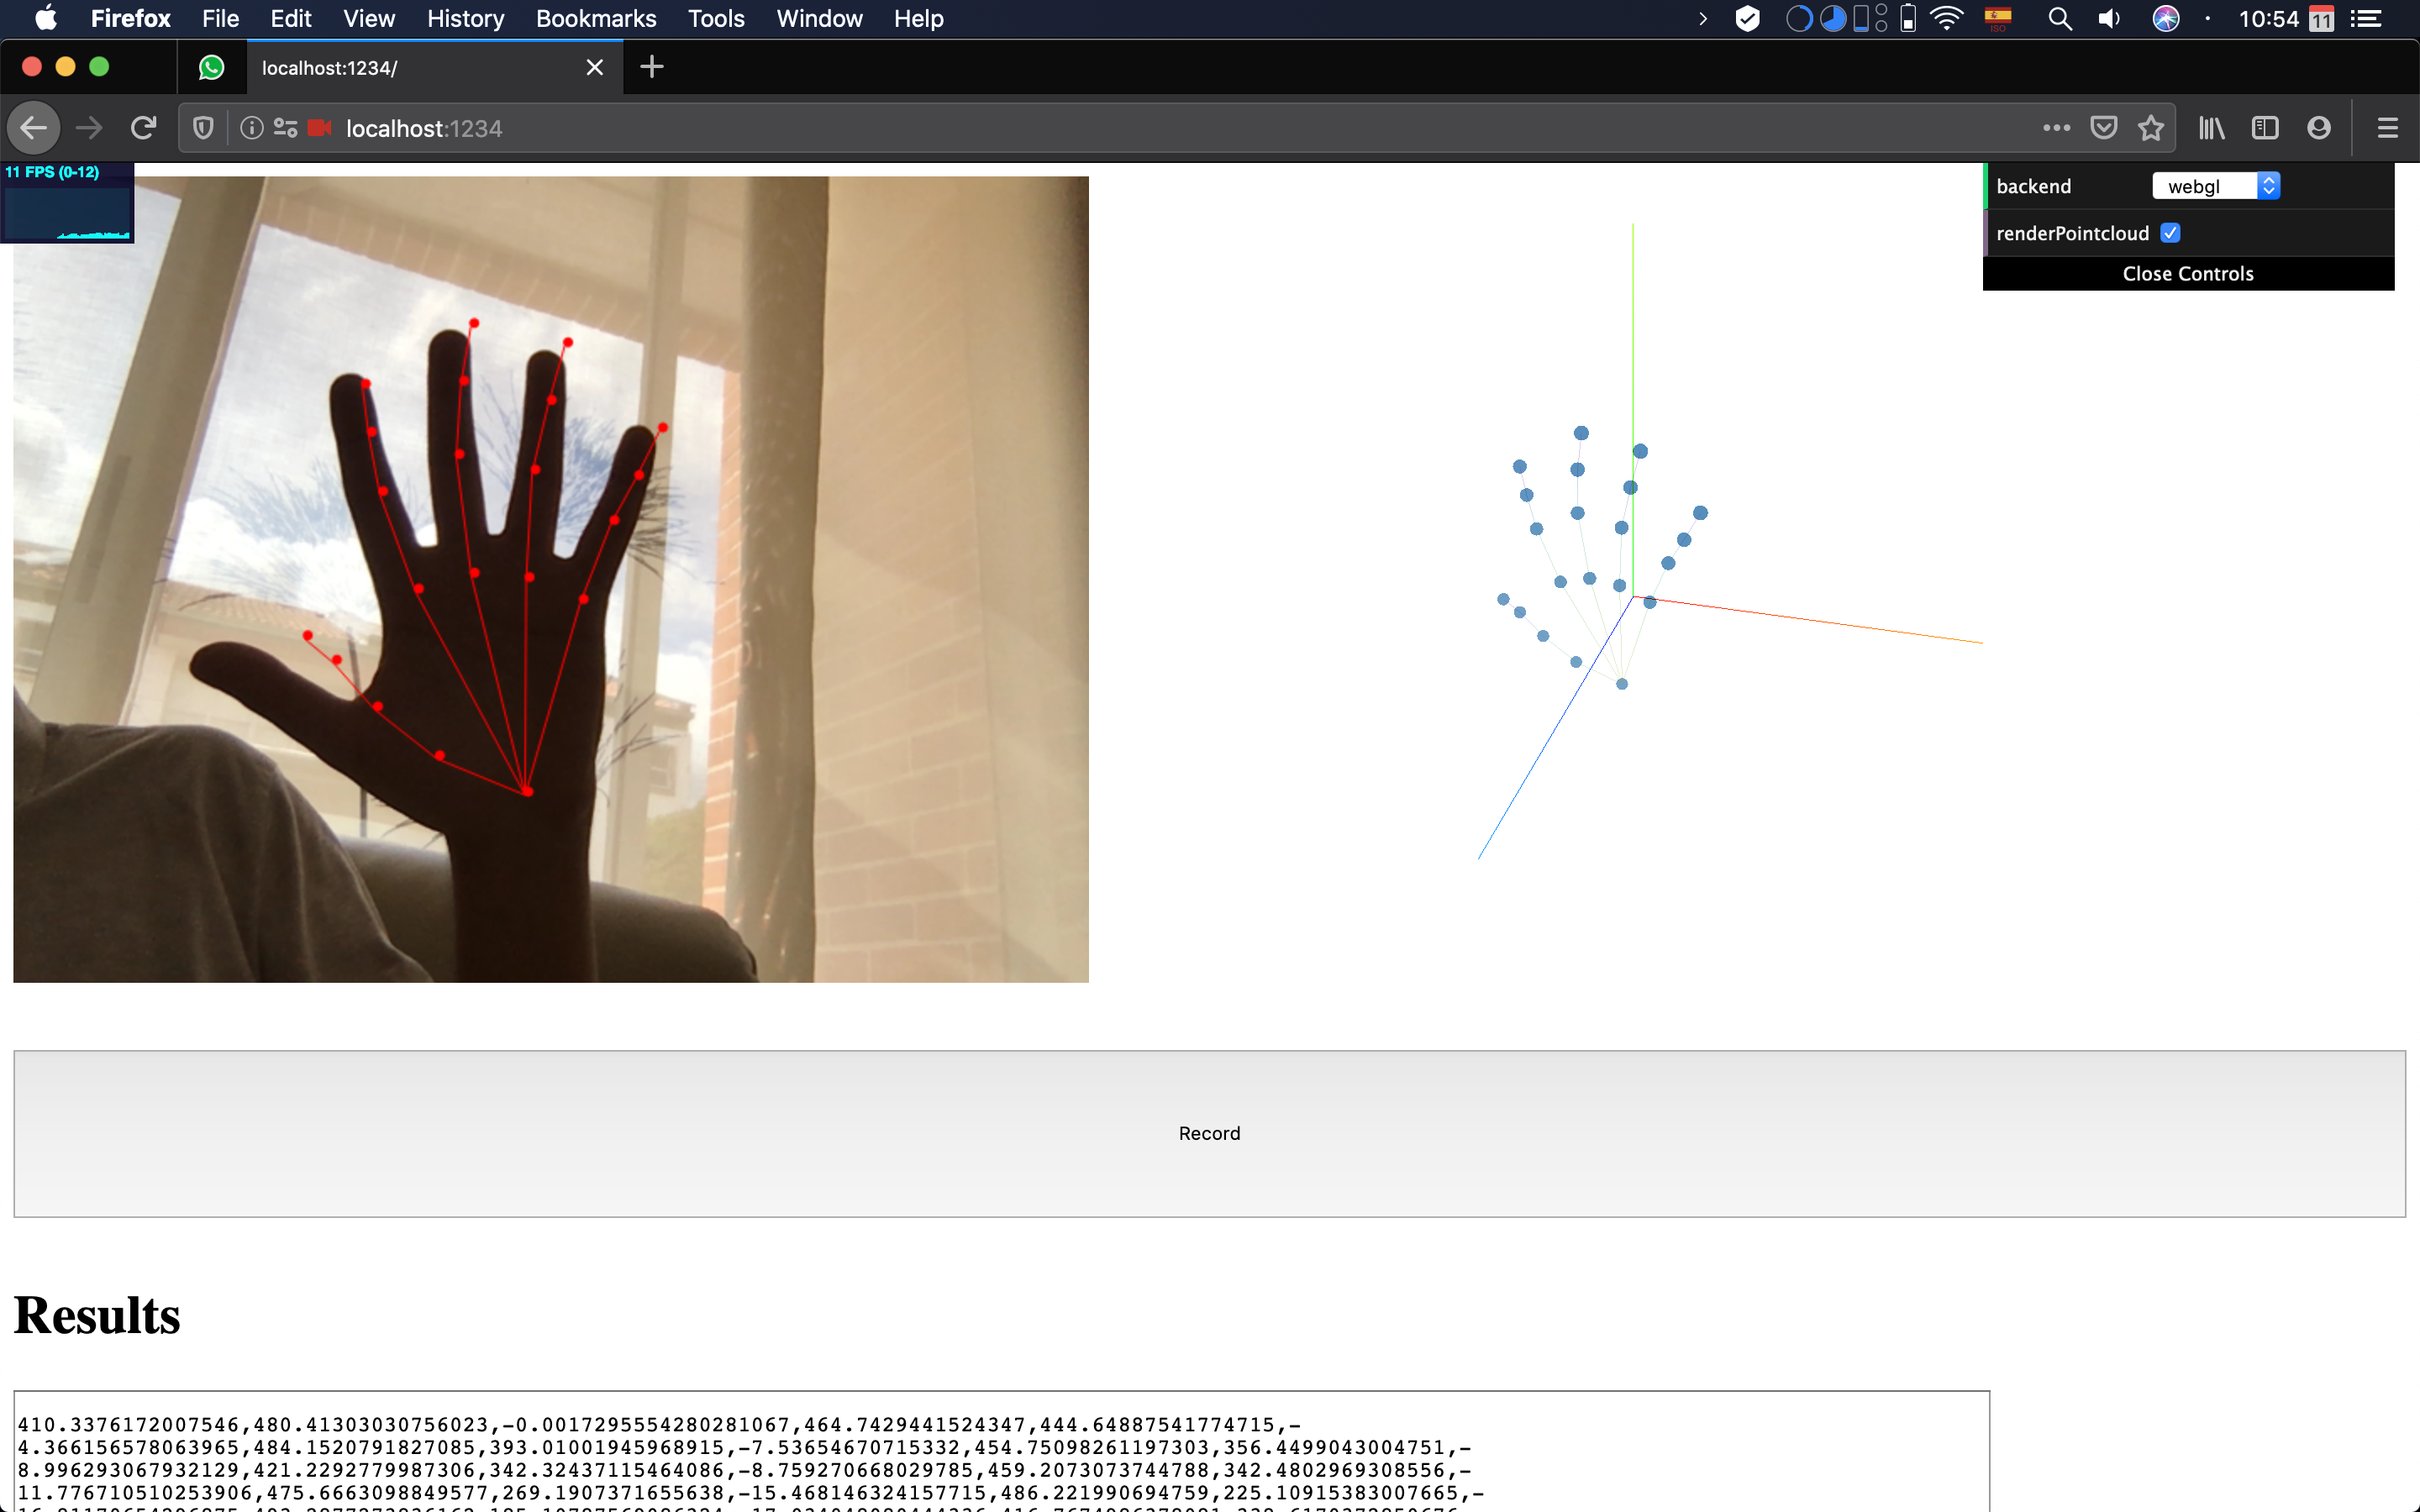 Firefox File Edit View History Bookmarks Tools Window Help ISO 10:54 11
localhost:1234/
localhost:1234
11 FPS (0-12)
backend webgl
renderPointcloud
Close Controls
Record
Results
410.3376172007546,480.41303030756023,-0.0017295554280281067,464.7429441524347,444.64887541774715,-
4.366156578063965,484.1520791827085,393.01001945968915,-7.53654670715332,454.75098261197303,356.4499043004751,-
8.996293067932129,421.2292779987306,342.32437115464086,-8.759270668029785,459.2073073744788,342.4802969308556,-
11.776710510253906,475.6663098849577,269.1907371655638,-15.468146324157715,486.221990694759,225.10915383007665,-